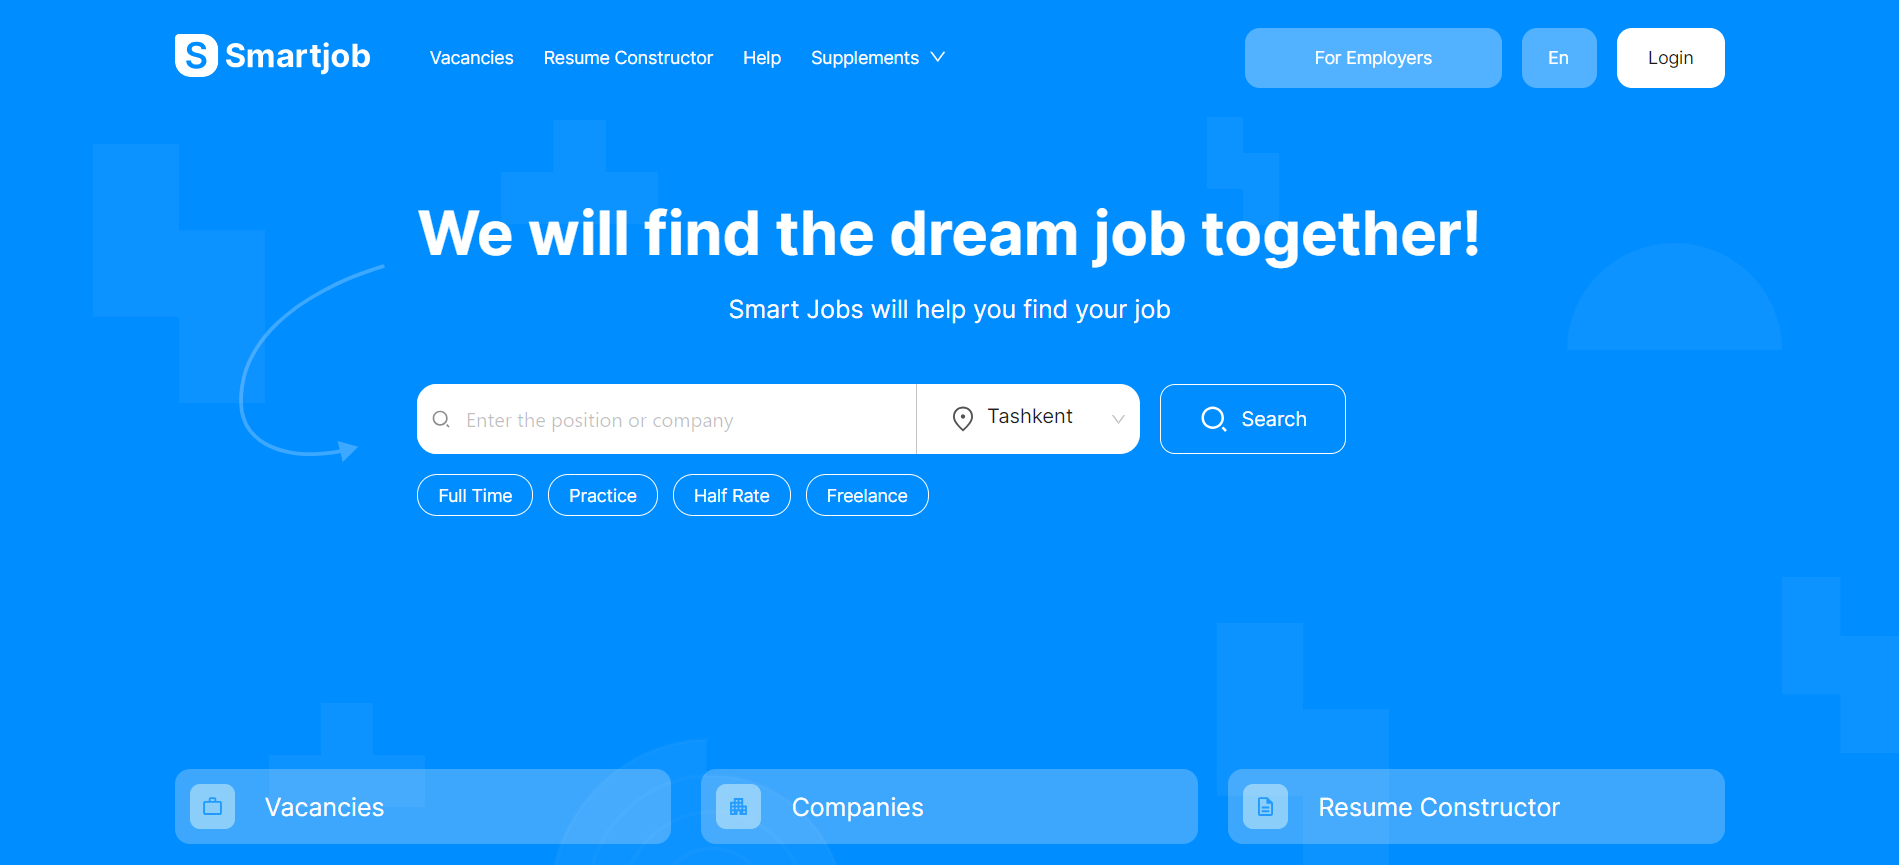 S Smartjob Vacancies Resume Constructor Help Supplements For Employers En Login
We will find the dream job together!
Smart Jobs will help you find your job
Enter the position or company Tashkent Search
Full Time Practice Half Rate Freelance
Vacancies Companies Resume Constructor